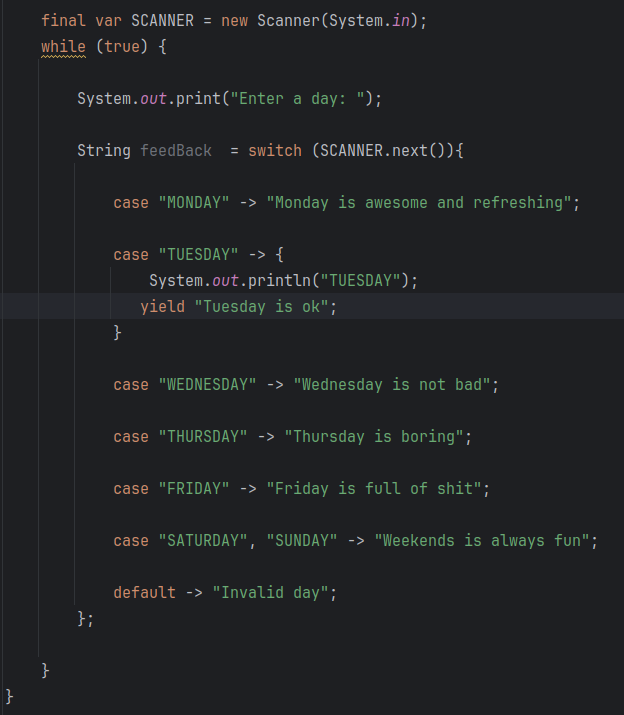 final var SCANNER = new Scanner(System.in);
while (true) {
System.out.print("Enter a day: ");
String feedBack  = switch (SCANNER.next()){
case "MONDAY" -> "Monday is awesome and refreshing";
case "TUESDAY" -> {
System.out.println("TUESDAY");
yield "Tuesday is ok";
}
case "WEDNESDAY" -> "Wednesday is not bad";
case "THURSDAY" -> "Thursday is boring";
case "FRIDAY" -> "Friday is full of shit";
case "SATURDAY", "SUNDAY" -> "Weekends is always fun";
default -> "Invalid day";
};
}
}